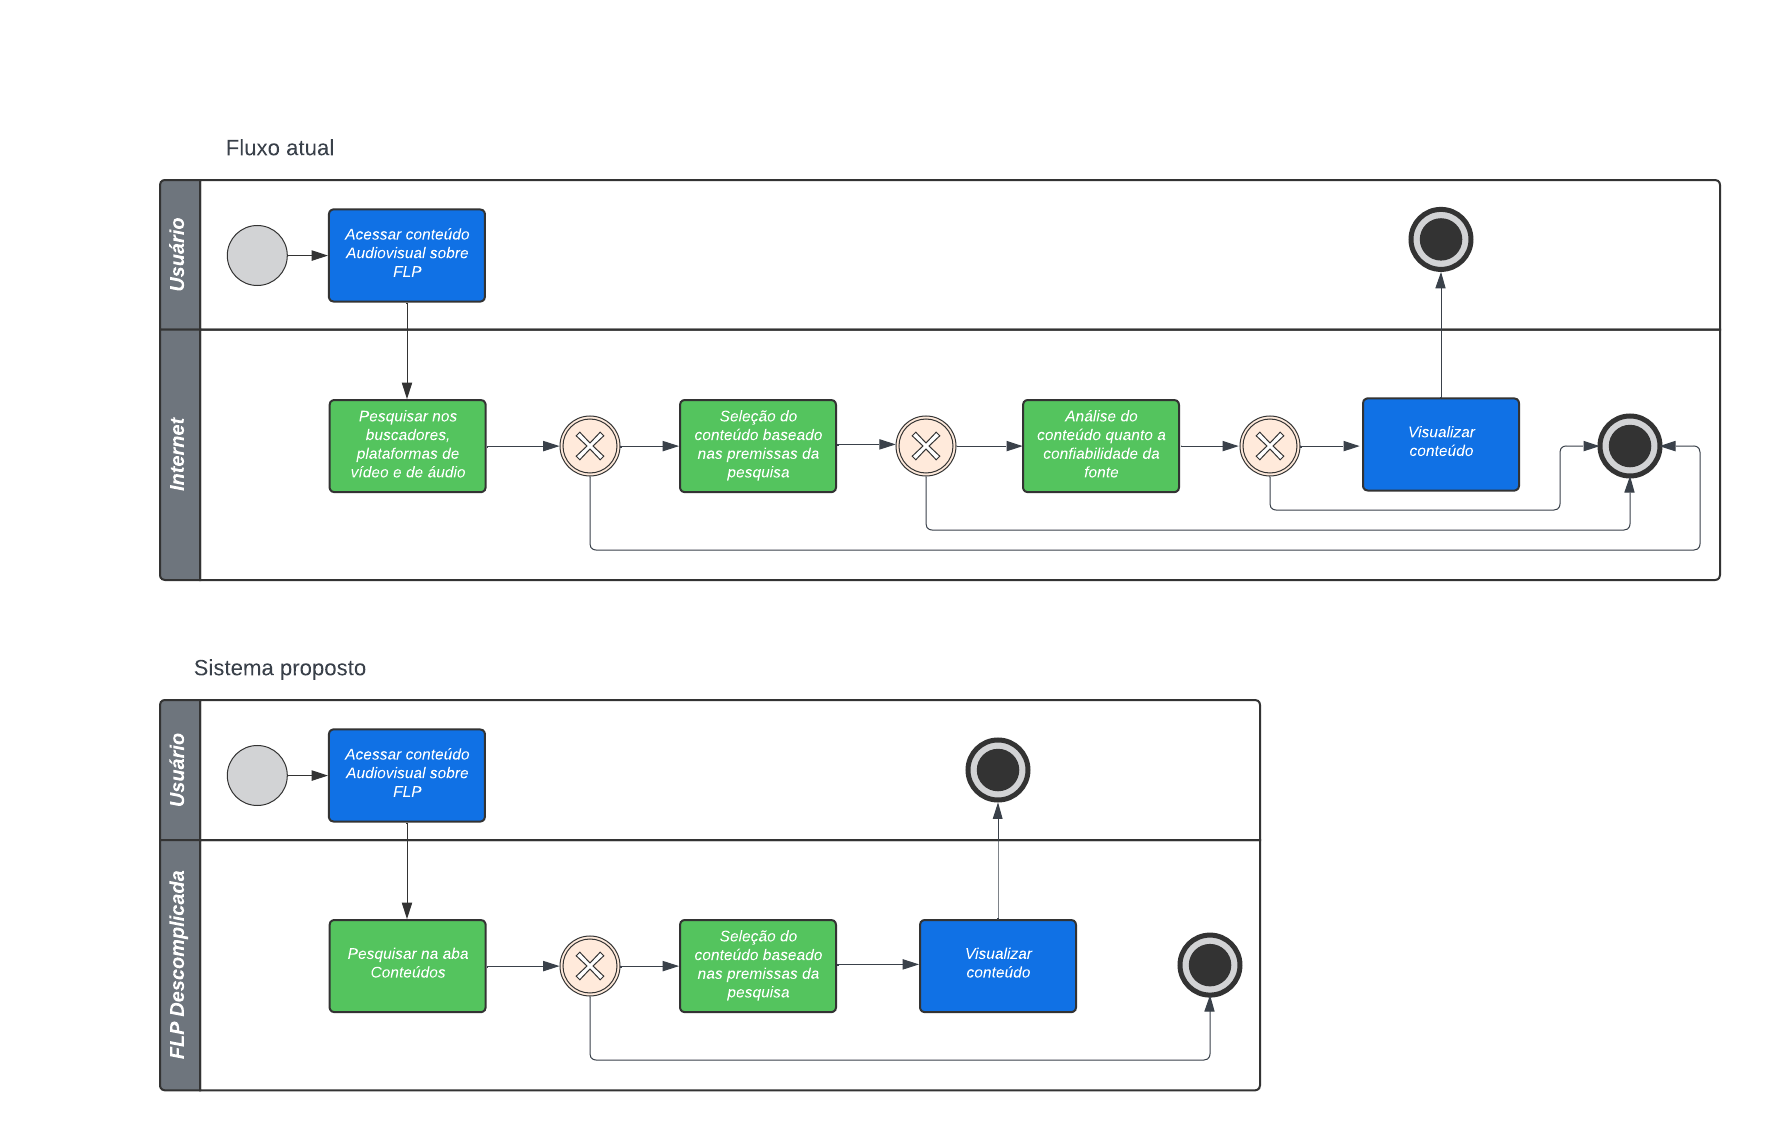 Fluxo atual
Usuário
Acessar conteúdo
Audiovisual sobre
FLP
Internet
Pesquisar nos
buscadores,
plataformas de
vídeo e de áudio
Seleção do
conteúdo baseado
nas premissas da
pesquisa
Análise do
conteúdo quanto a
confiabilidade da
fonte
Visualizar
conteúdo
Sistema proposto
Usuário
Acessar conteúdo
Audiovisual sobre
FLP
FLP Descomplicada
Pesquisar na aba
Conteúdos
Seleção do
conteúdo baseado
nas premissas da
pesquisa
Visualizar
conteúdo